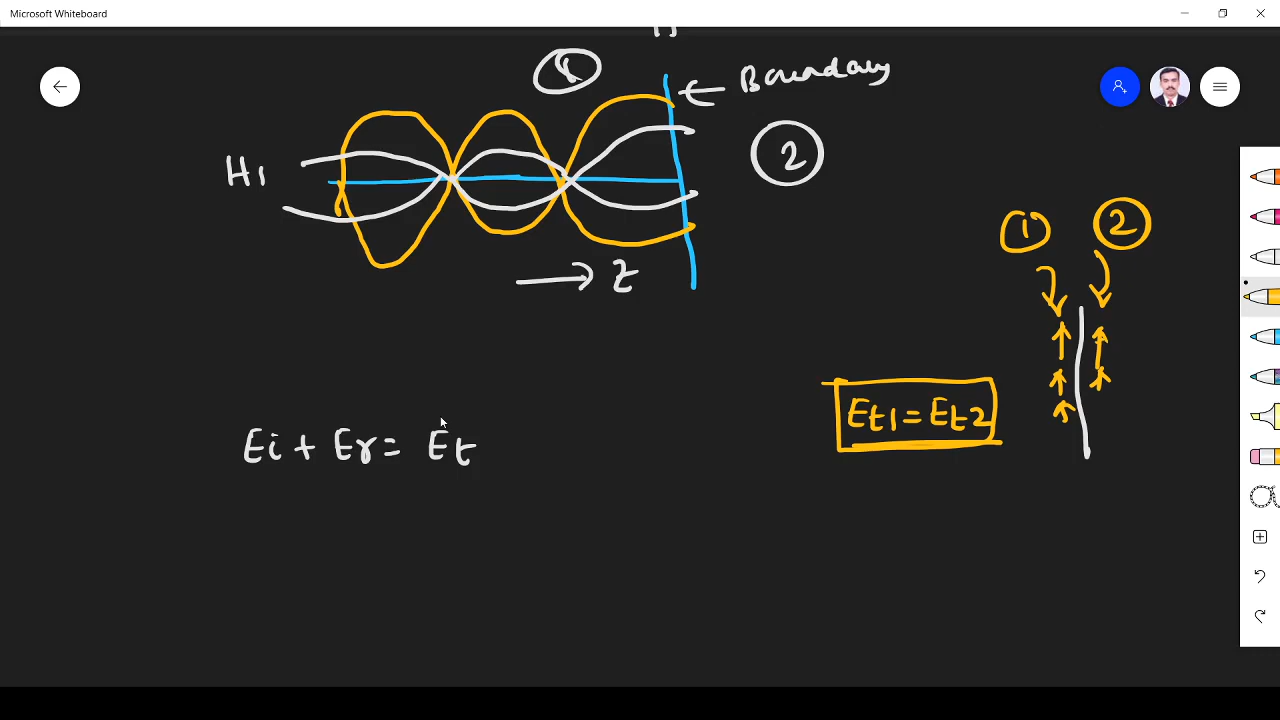 Microsoft Whiteboard
1
Boundary
2
H1
Z
1 2
Et1 = Et2
Ei + Er = Et